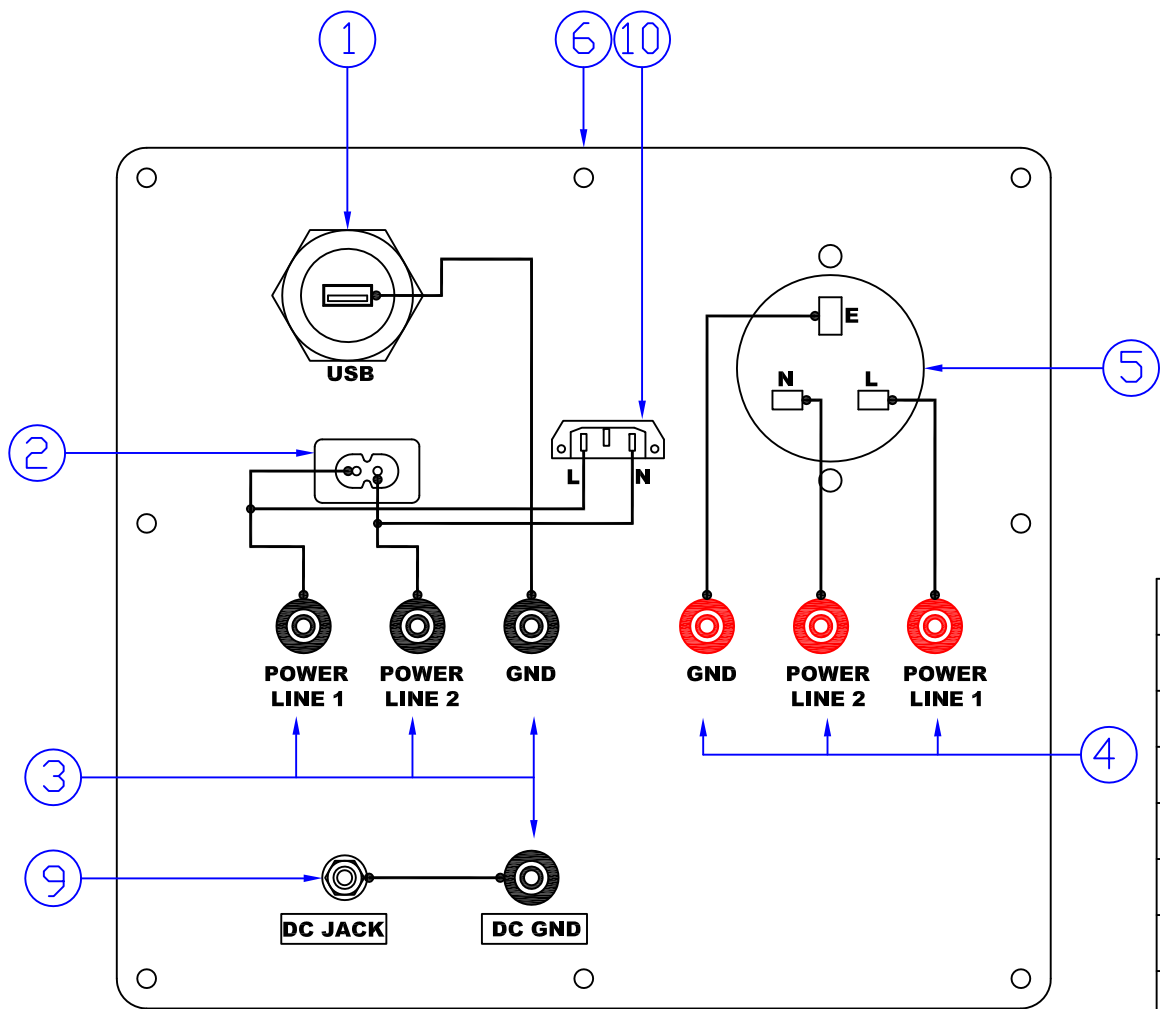 1
6
10
USB
E
N
L
5
2
L
N
POWER
LINE 1
POWER
LINE 2
GND
GND
POWER
LINE 2
POWER
LINE 1
3
4
9
DC JACK
DC GND